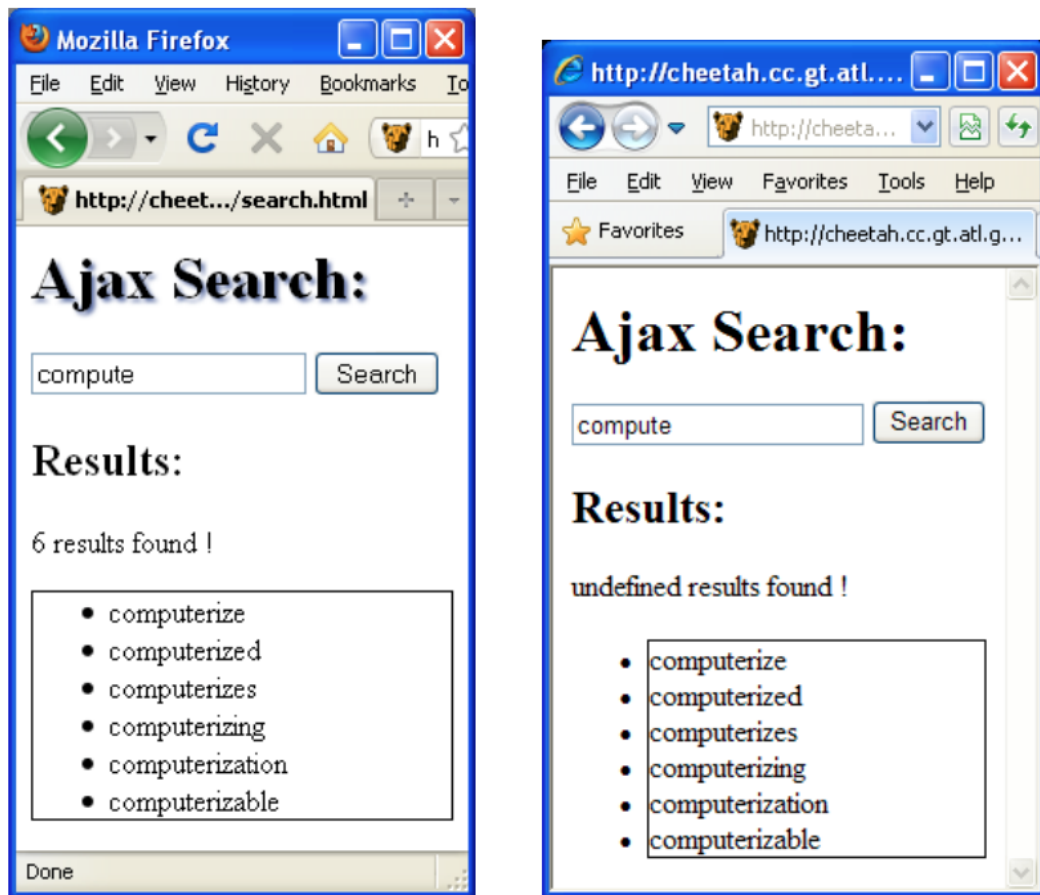 Mozilla Firefox
File Edit View History Bookmarks To
h
http://cheet.../search.html
Ajax Search:
compute Search
Results:
6 results found !
• computerize
• computerized
• computerizes
• computerizing
• computerization
• computerizable
Done
http://cheetah.cc.gt.atl....
http://cheeta...
File Edit View Favorites Tools Help
Favorites http://cheetah.cc.gt.atl.g...
Ajax Search:
compute Search
Results:
undefined results found !
• computerize
• computerized
• computerizes
• computerizing
• computerization
• computerizable